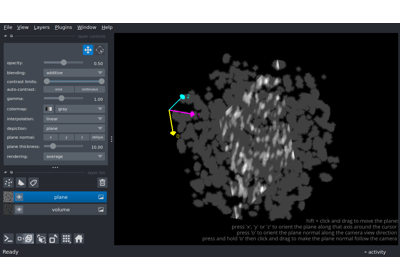 File View Layers Plugins Window Help
layer controls
opacity: 0.50
blending: additive
contrast limits:
auto-contrast: once continuous
gamma: 1.00
colormap: gray
interpolation: linear
depiction: plane
plane normal: x y z oblique
plane thickness: 10.00
rendering: average
layer list
plane
volume
shift + click and drag to move the plane
press 'x', 'y' or 'z' to orient the plane along that axis around the cursor
press 'o' to orient the plane normal along the camera view direction
press and hold 'o' then click and drag to make the plane normal follow the camera
Ready
activity